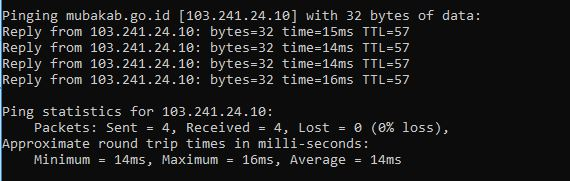 Pinging mubakab.go.id [103.241.24.10] with 32 bytes of data:
Reply from 103.241.24.10: bytes=32 time=15ms TTL=57
Reply from 103.241.24.10: bytes=32 time=14ms TTL=57
Reply from 103.241.24.10: bytes=32 time=14ms TTL=57
Reply from 103.241.24.10: bytes=32 time=16ms TTL=57
Ping statistics for 103.241.24.10:
Packets: Sent = 4, Received = 4, Lost = 0 (0% loss),
Approximate round trip times in milli-seconds:
Minimum = 14ms, Maximum = 16ms, Average = 14ms